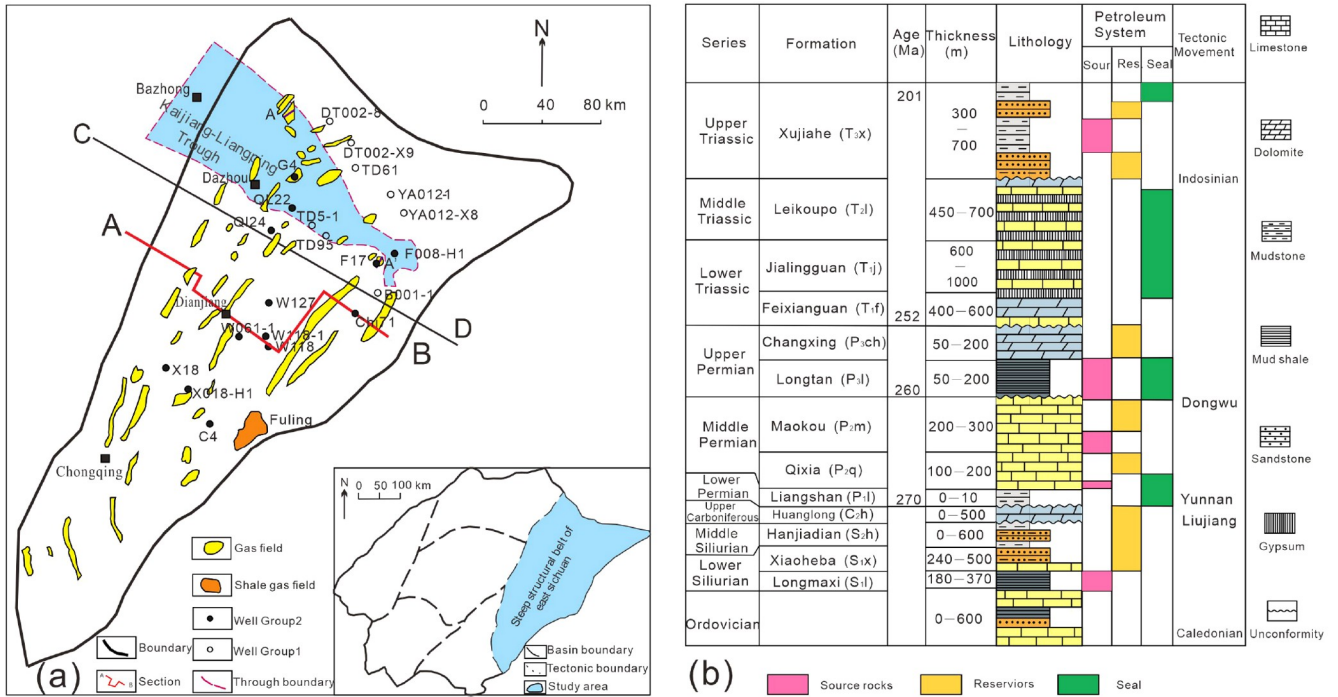 N
0 40 80 km
Bazhong
Kaijiang-Liangping
Trough
A
DT002-8
DT002-X9
TD61
G4
Dazhou
QL22
YA012-1
YA012-X8
TD5-1
QI24
TD95
F008-H1
F17
A'
B001-1
C
A
Dianjiang
W127
W061-1
W118-1
W118
Ch171
D
B
X18
X018-H1
C4
Fuling
Chongqing
Gas field
Shale gas field
Well Group2
Boundary
Well Group1
A B
Section
Through boundary
(a)
N
0 50 100 km
Steep structural belt of
east sichuan
Basin boundary
Tectonic boundary
Study area
Series
Formation
Age
(Ma)
Thickness
(m)
Lithology
Petroleum
System
Sour
Res.
Seal
Tectonic
Movement
Upper
Triassic
Xujiahe (T₃x)
201
300
—
700
Indosinian
Middle
Triassic
Leikoupo (T₂l)
450—700
Lower
Triassic
Jialingguan (T₁j)
600
—
1000
Feixianguan (T₁f)
252
400—600
Upper
Permian
Changxing (P₃ch)
50—200
Longtan (P₃l)
260
50—200
Dongwu
Middle
Permian
Maokou (P₂m)
200—300
Qixia (P₂q)
100—200
Lower
Permian
Liangshan (P₁l)
270
0—10
Yunnan
Upper
Carboniferous
Huanglong (C₂h)
0—500
Liujiang
Middle
Siliurian
Hanjiadian (S₂h)
0—600
Lower
Siliurian
Xiaoheba (S₁x)
240—500
Longmaxi (S₁l)
180—370
Ordovician
0—600
Caledonian
Limestone
Dolomite
Mudstone
Mud shale
Sandstone
Gypsum
Unconformity
(b)
Source rocks
Reserviors
Seal